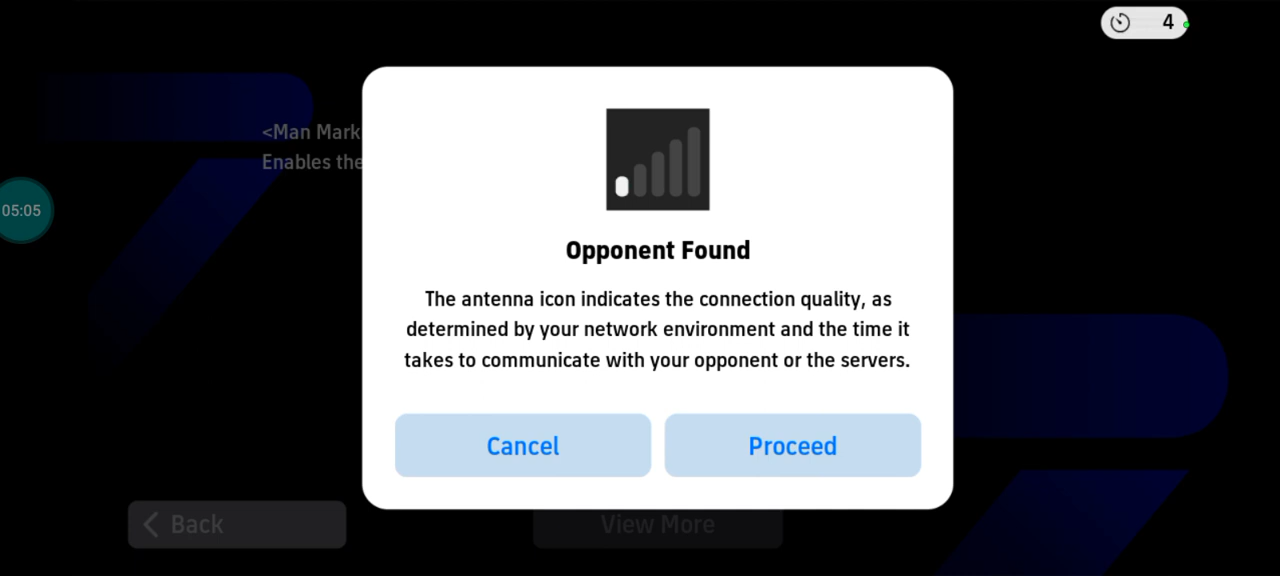 4
<Man Mark
Enables the
05:05
Opponent Found
The antenna icon indicates the connection quality, as
determined by your network environment and the time it
takes to communicate with your opponent or the servers.
Cancel
Proceed
Back
View More